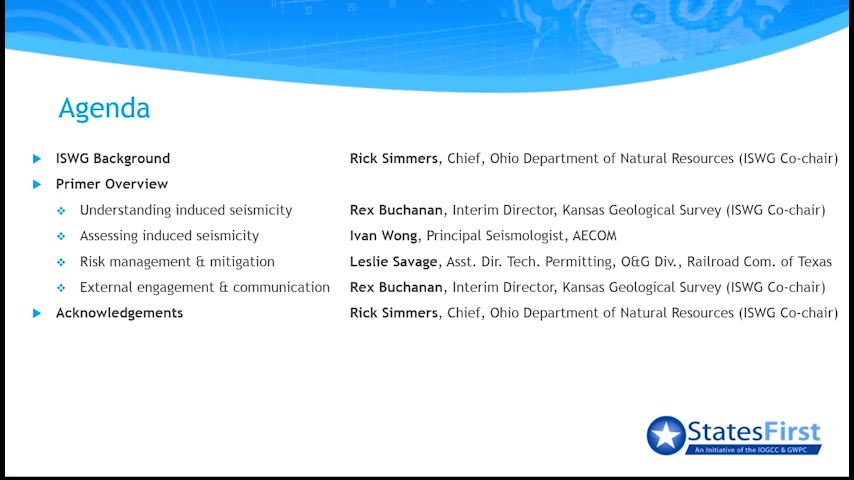 Agenda
ISWG Background Rick Simmers, Chief, Ohio Department of Natural Resources (ISWG Co-chair)
Primer Overview
Understanding induced seismicity Rex Buchanan, Interim Director, Kansas Geological Survey (ISWG Co-chair)
Assessing induced seismicity Ivan Wong, Principal Seismologist, AECOM
Risk management & mitigation Leslie Savage, Asst. Dir. Tech. Permitting, O&G Div., Railroad Com. of Texas
External engagement & communication Rex Buchanan, Interim Director, Kansas Geological Survey (ISWG Co-chair)
Acknowledgements Rick Simmers, Chief, Ohio Department of Natural Resources (ISWG Co-chair)
StatesFirst
An Initiative of the IOGCC & GWPC